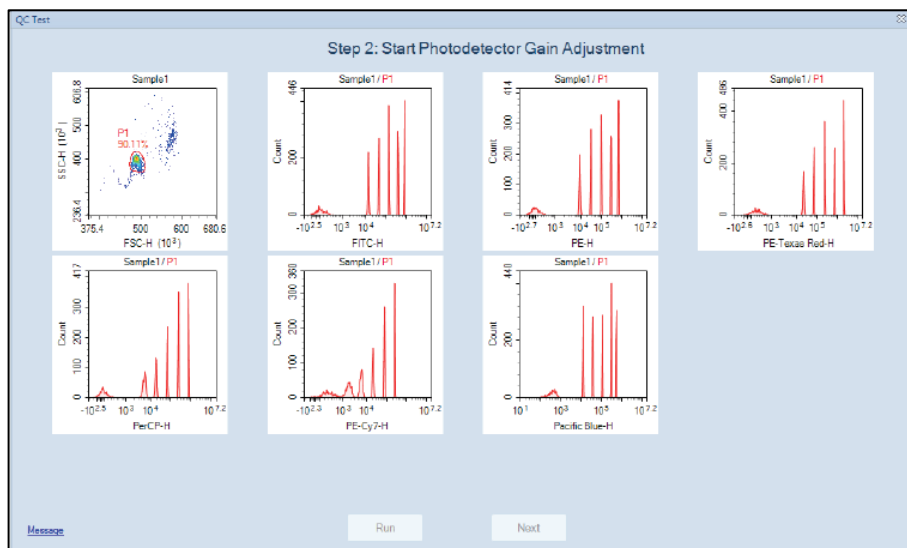 QC Test
Step 2: Start Photodetector Gain Adjustment
Sample1
SSC-H (10³)
606.8
500
400
236.4
P1
90.11%
375.4 500 600 680.6
FSC-H (10³)
Sample1 / P1
Count
446
200
0
-10^2.5 10³ 10⁴ 10⁵ 10^7.2
FITC-H
Sample1 / P1
Count
414
300
200
100
0
-10^2.7 10⁴ 10⁵ 10^7.2
PE-H
Sample1 / P1
Count
486
400
200
0
-10^2.6 10⁴ 10⁵ 10^7.2
PE-Texas Red-H
Sample1 / P1
Count
417
300
200
100
0
-10^2.5 10³ 10⁴ 10^7.2
PerCP-H
Sample1 / P1
Count
360
300
200
100
0
-10^2.3 10³ 10⁴ 10^7.2
PE-Cy7-H
Sample1 / P1
Count
448
200
0
10¹ 10³ 10⁵ 10^7.2
Pacific Blue-H
Message
Run
Next